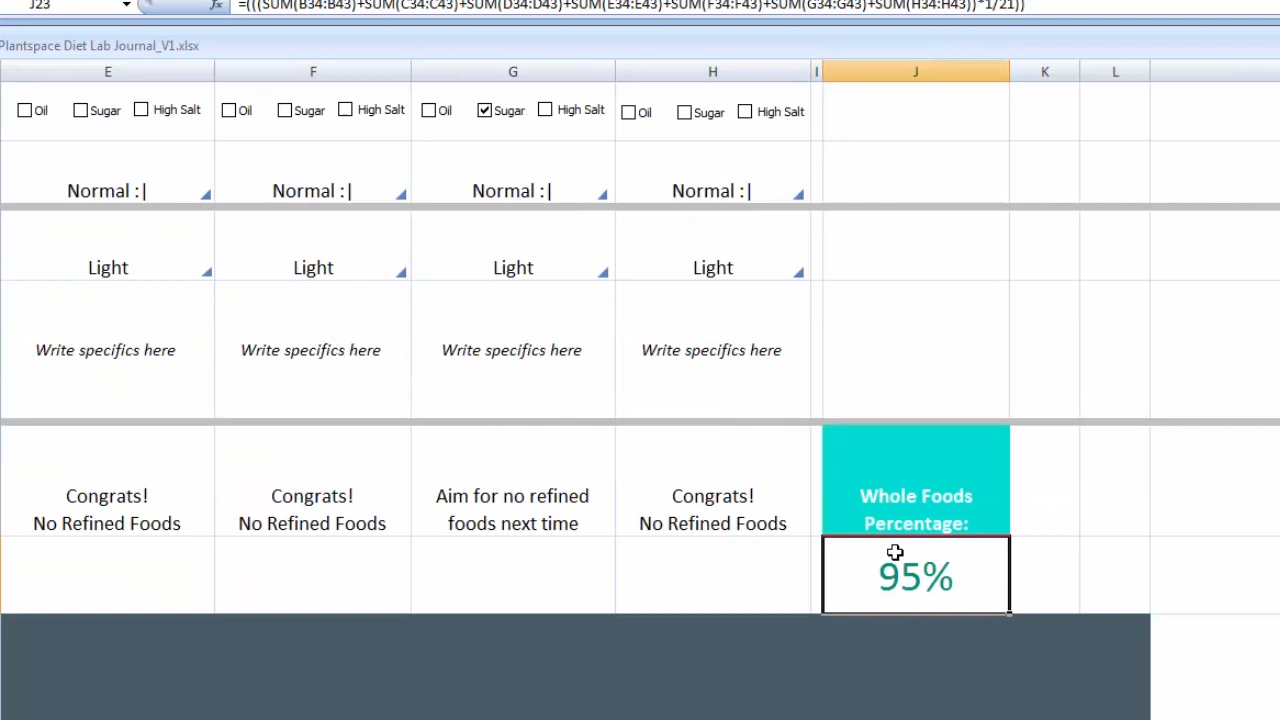 J23 fx =(((SUM(B34:B43)+SUM(C34:C43)+SUM(D34:D43)+SUM(E34:E43)+SUM(F34:F43)+SUM(G34:G43)+SUM(H34:H43))*1/21))
Plantspace Diet Lab Journal_V1.xlsx
E F G H I J K L
Oil Sugar High Salt Oil Sugar High Salt Oil Sugar High Salt Oil Sugar High Salt
Normal :| Normal :| Normal :| Normal :|
Light Light Light Light
Write specifics here Write specifics here Write specifics here Write specifics here
Congrats! Congrats! Aim for no refined Congrats! Whole Foods
No Refined Foods No Refined Foods foods next time No Refined Foods Percentage:
95%